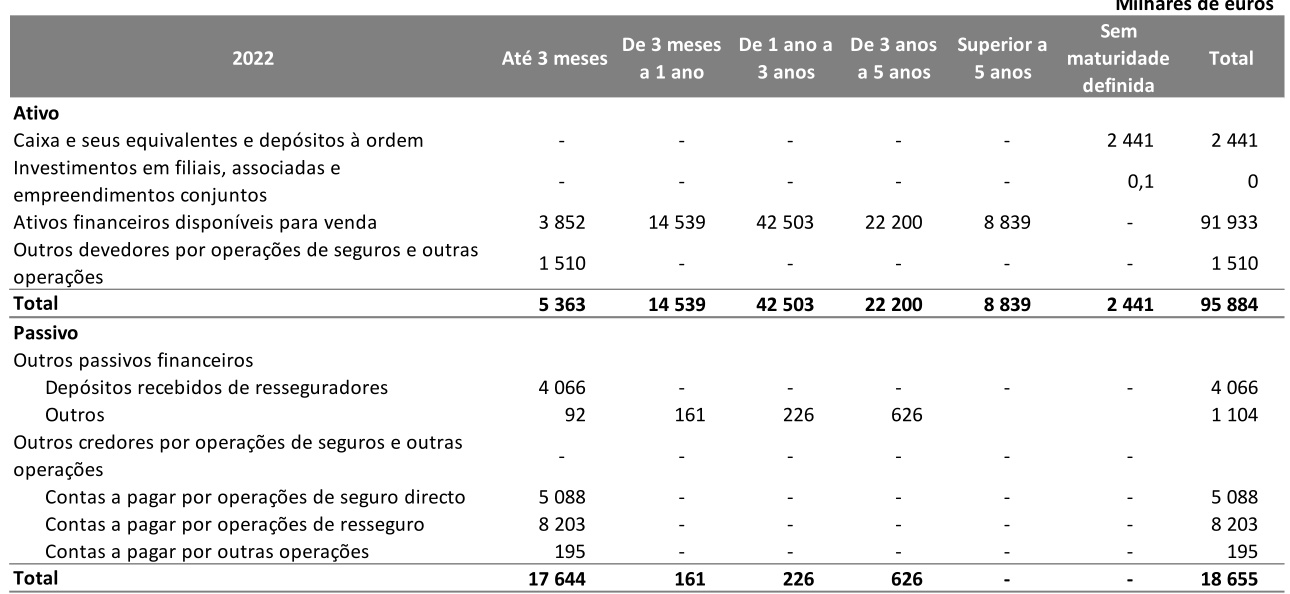 Milhares de euros
2022 Até 3 meses De 3 meses a 1 ano De 1 ano a 3 anos De 3 anos a 5 anos Superior a 5 anos Sem maturidade definida Total
Ativo
Caixa e seus equivalentes e depósitos à ordem - - - - - 2 441 2 441
Investimentos em filiais, associadas e
empreendimentos conjuntos - - - - - 0,1 0
Ativos financeiros disponíveis para venda 3 852 14 539 42 503 22 200 8 839 - 91 933
Outros devedores por operações de seguros e outras
operações 1 510 - - - - - 1 510
Total 5 363 14 539 42 503 22 200 8 839 2 441 95 884
Passivo
Outros passivos financeiros
Depósitos recebidos de resseguradores 4 066 - - - - - 4 066
Outros 92 161 226 626 - 1 104
Outros credores por operações de seguros e outras
operações - - - - - -
Contas a pagar por operações de seguro directo 5 088 - - - - - 5 088
Contas a pagar por operações de resseguro 8 203 - - - - - 8 203
Contas a pagar por outras operações 195 - - - - - 195
Total 17 644 161 226 626 - - 18 655